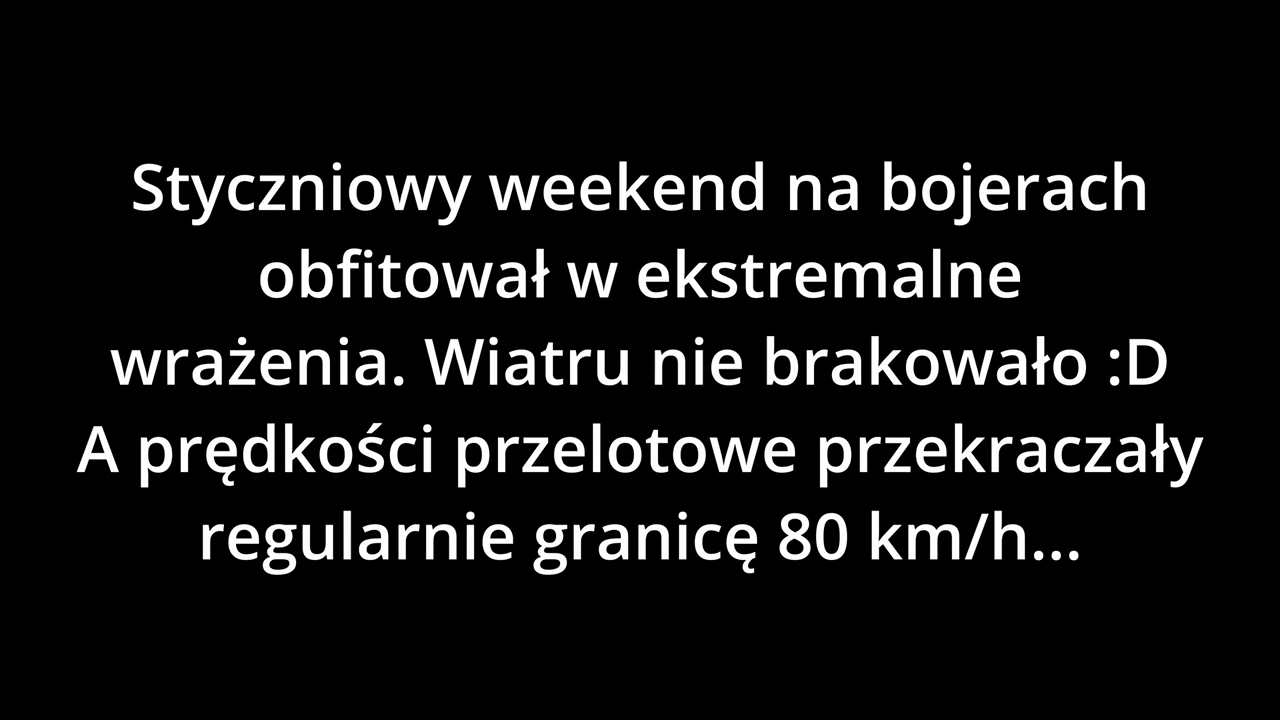 Styczniowy weekend na bojerach
obfitował w ekstremalne
wrażenia. Wiatru nie brakowało :D
A prędkości przelotowe przekraczały
regularnie granicę 80 km/h...